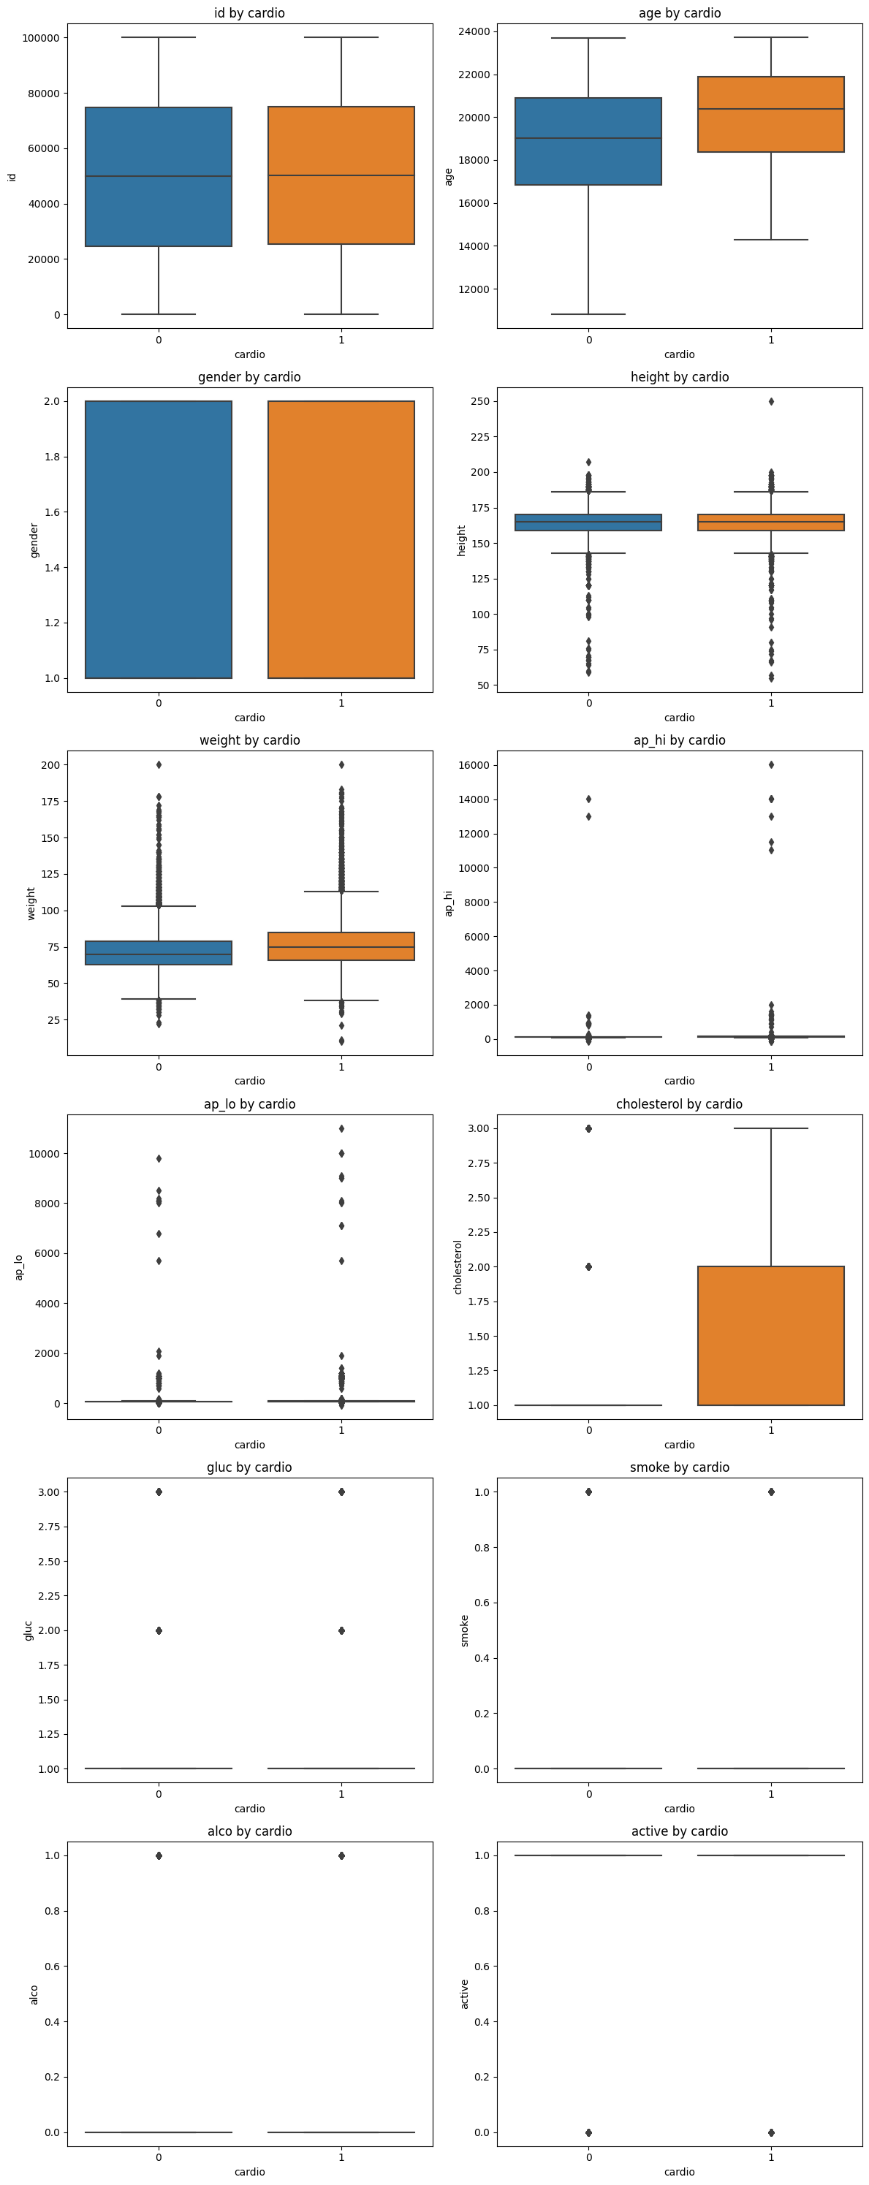 id by cardio
100000
80000
60000
40000
20000
0
id
0 1
cardio
age by cardio
24000
22000
20000
18000
16000
14000
12000
age
0 1
cardio
gender by cardio
2.0
1.8
1.6
1.4
1.2
1.0
gender
0 1
cardio
height by cardio
250
225
200
175
150
125
100
75
50
height
0 1
cardio
weight by cardio
200
175
150
125
100
75
50
25
weight
0 1
cardio
ap_hi by cardio
16000
14000
12000
10000
8000
6000
4000
2000
0
ap_hi
0 1
cardio
ap_lo by cardio
10000
8000
6000
4000
2000
0
ap_lo
0 1
cardio
cholesterol by cardio
3.00
2.75
2.50
2.25
2.00
1.75
1.50
1.25
1.00
cholesterol
0 1
cardio
gluc by cardio
3.00
2.75
2.50
2.25
2.00
1.75
1.50
1.25
1.00
gluc
0 1
cardio
smoke by cardio
1.0
0.8
0.6
0.4
0.2
0.0
smoke
0 1
cardio
alco by cardio
1.0
0.8
0.6
0.4
0.2
0.0
alco
0 1
cardio
active by cardio
1.0
0.8
0.6
0.4
0.2
0.0
active
0 1
cardio